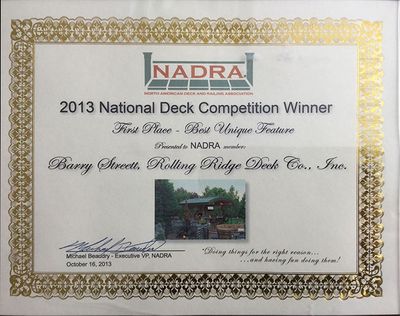 NADRA
NORTH AMERICAN DECK AND RAILING ASSOCIATION
2013 National Deck Competition Winner
First Place - Best Unique Feature
Presented to NADRA member:
Barry Streett, Rolling Ridge Deck Co., Inc.
Michael Beaudry - Executive VP, NADRA
October 16, 2013
"Doing things for the right reason...
...and having fun doing them!